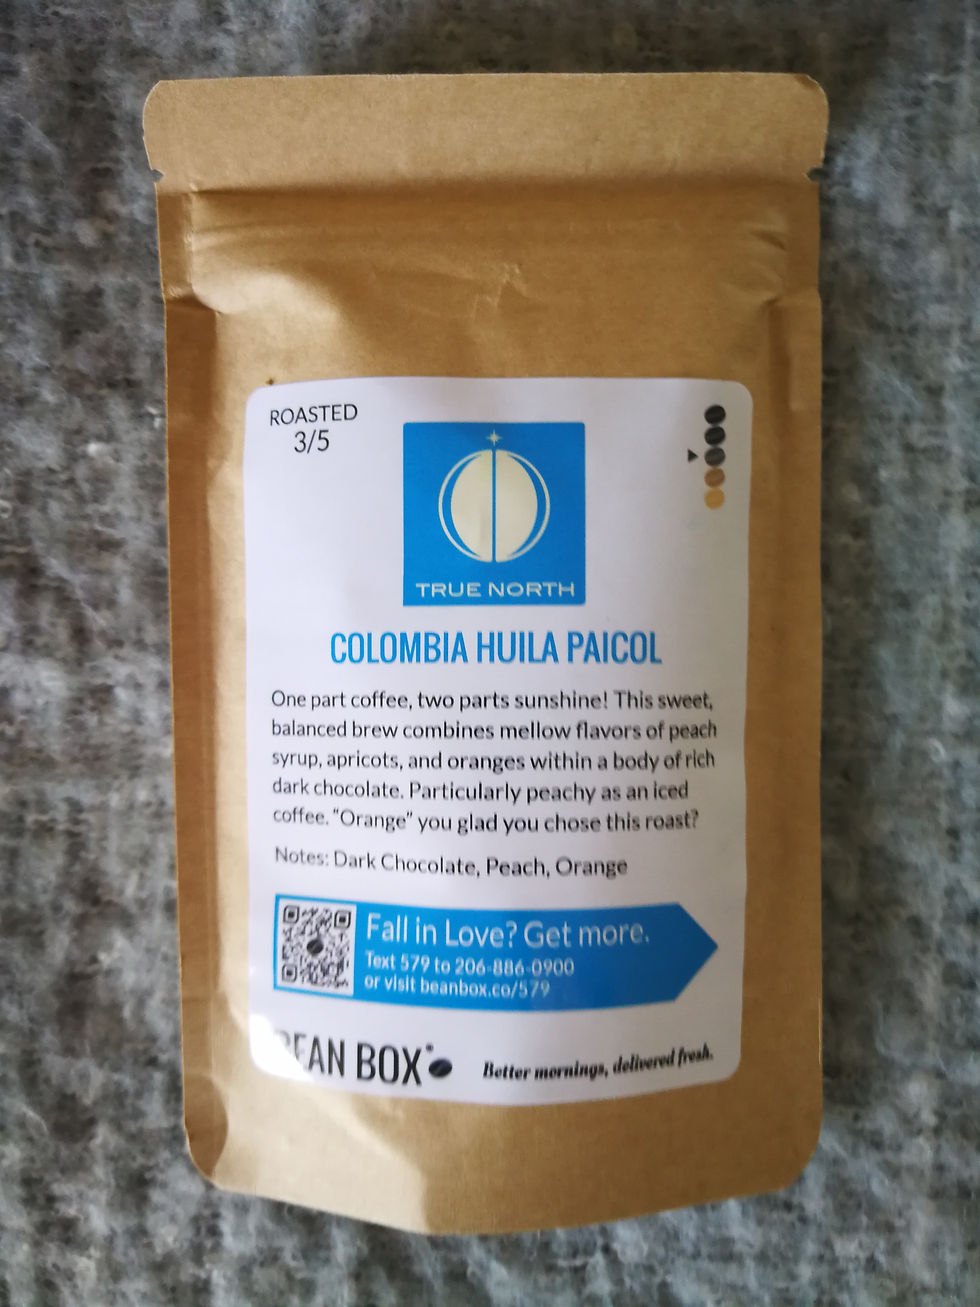 ROASTED
3/5
TRUE NORTH
COLOMBIA HUILA PAICOL
One part coffee, two parts sunshine! This sweet,
balanced brew combines mellow flavors of peach
syrup, apricots, and oranges within a body of rich
dark chocolate. Particularly peachy as an iced
coffee. "Orange" you glad you chose this roast?
Notes: Dark Chocolate, Peach, Orange
Fall in Love? Get more.
Text 579 to 206-886-0900
or visit beanbox.co/579
BEAN BOX
Better mornings, delivered fresh.